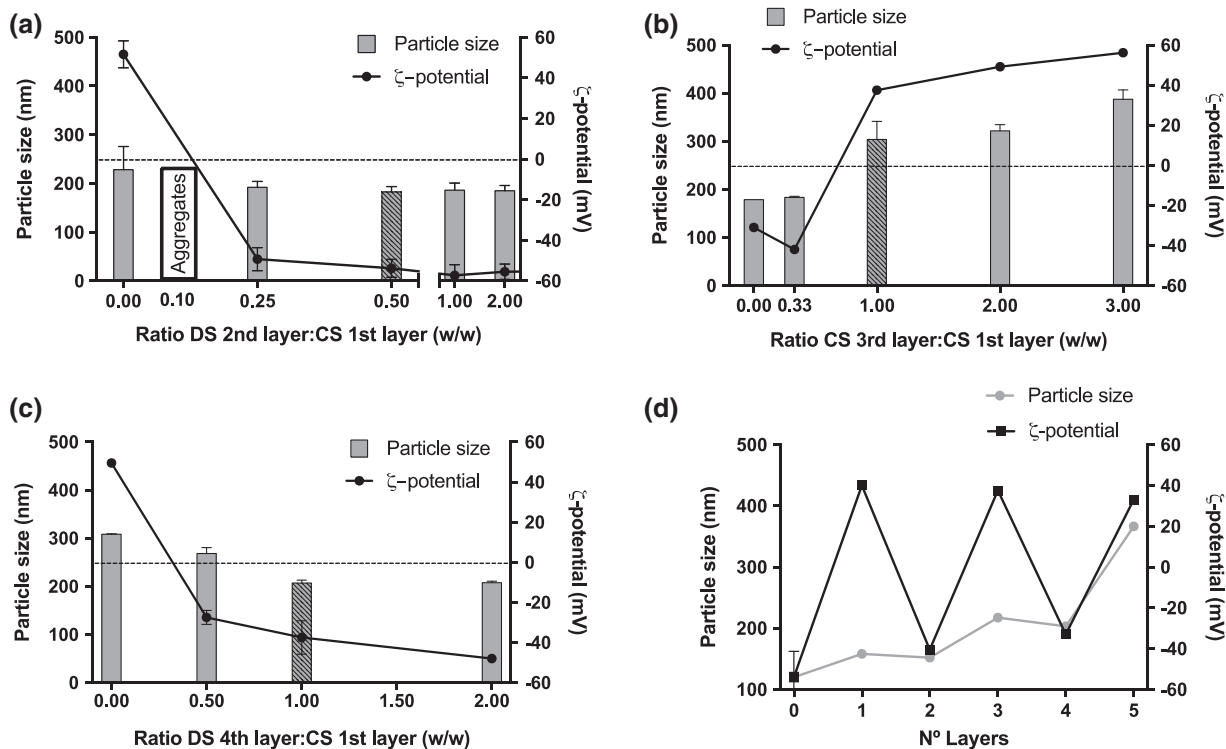 (a)
Particle size
ζ–potential
Particle size (nm)
500
400
300
200
100
0
60
40
20
0
-20
-40
-60
ζ-potential (mV)
Aggregates
0.00
0.10
0.25
0.50
1.00
2.00
Ratio DS 2nd layer:CS 1st layer (w/w)
(b)
Particle size
ζ–potential
Particle size (nm)
500
400
300
200
100
0
60
40
20
0
-20
-40
-60
ζ-potential (mV)
0.00
0.33
1.00
2.00
3.00
Ratio CS 3rd layer:CS 1st layer (w/w)
(c)
Particle size
ζ–potential
Particle size (nm)
500
400
300
200
100
0
60
40
20
0
-20
-40
-60
ζ-potential (mV)
0.00
0.50
1.00
1.50
2.00
Ratio DS 4th layer:CS 1st layer (w/w)
(d)
Particle size
ζ-potential
Particle size (nm)
500
400
300
200
100
60
40
20
0
-20
-40
-60
ζ-potential (mV)
0
1
2
3
4
5
Nº Layers